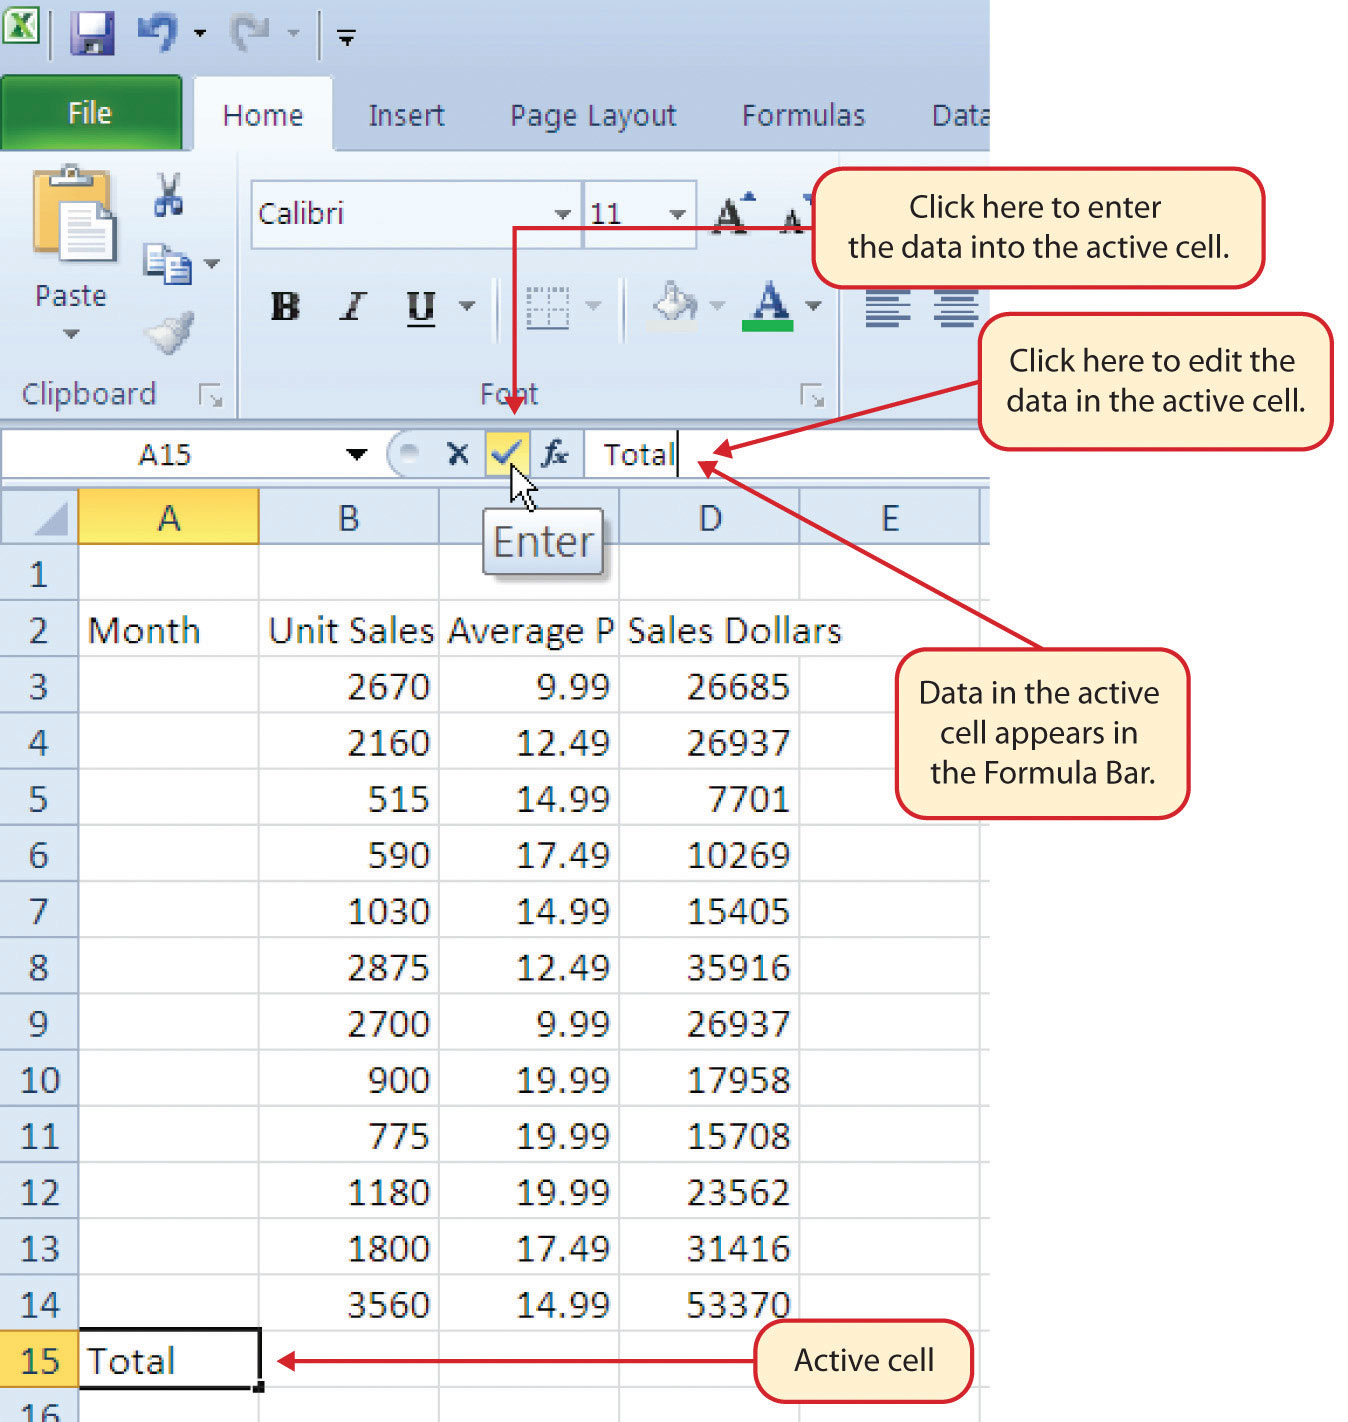 File Home Insert Page Layout Formulas Data
Calibri 11
Click here to enter
the data into the active cell.
Paste B I U A
Click here to edit the
data in the active cell.
Clipboard Font
A15 fx Total
A B D E
Enter
1
2 Month Unit Sales Average P Sales Dollars
3 2670 9.99 26685
Data in the active
cell appears in
the Formula Bar.
4 2160 12.49 26937
5 515 14.99 7701
6 590 17.49 10269
7 1030 14.99 15405
8 2875 12.49 35916
9 2700 9.99 26937
10 900 19.99 17958
11 775 19.99 15708
12 1180 19.99 23562
13 1800 17.49 31416
14 3560 14.99 53370
15 Total
Active cell
16